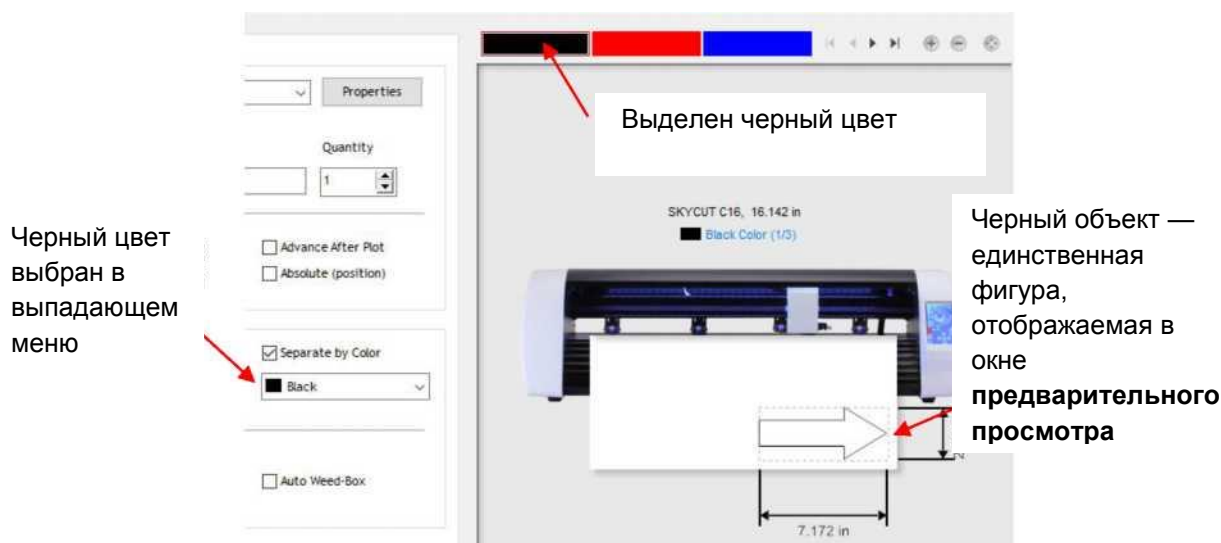 Properties
Выделен черный цвет
Quantity
1
SKYCUT C16, 16.142 in
Black Color (1/3)
Черный цвет
выбран в
выпадающем
меню
Advance After Plot
Absolute (position)
Separate by Color
Black
Auto Weed-Box
Черный объект —
единственная
фигура,
отображаемая в
окне
предварительного
просмотра
7.172 in